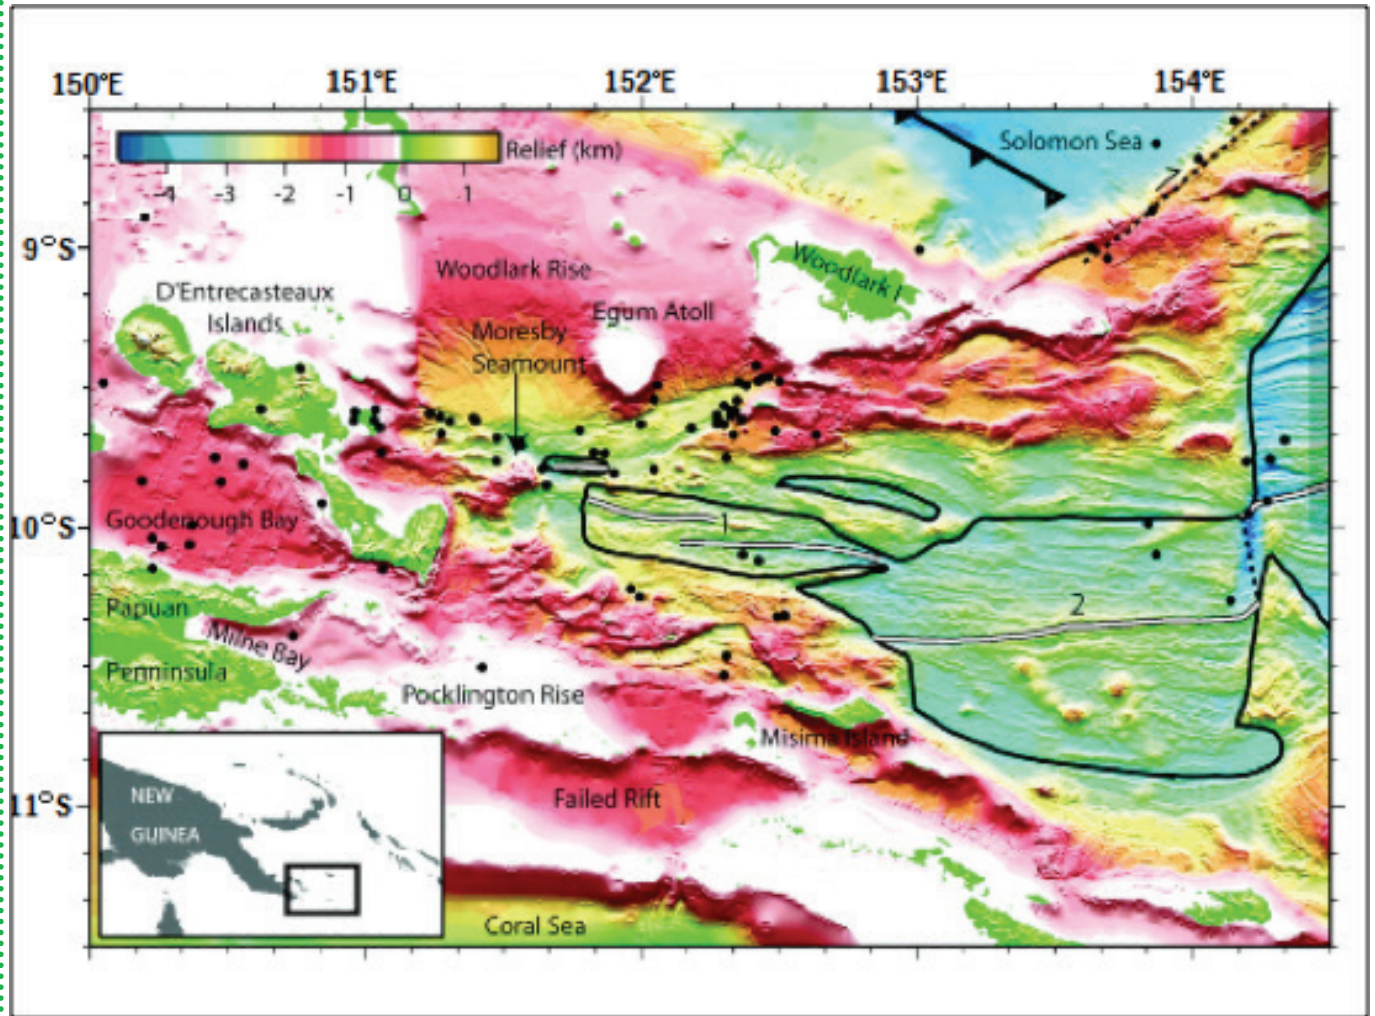 150°E 151°E 152°E 153°E 154°E
Relief (km)
-4 -3 -2 -1 0 1
Solomon Sea
9°S
Woodlark Rise
Woodlark I
D'Entrecasteaux
Islands
Egum Atoll
Moresby
Seamount
10°S
Goodenough Bay
1
Papuan
2
Milne Bay
Penninsula
Pocklington Rise
Misima Island
NEW
GUINEA
11°S
Failed Rift
Coral Sea